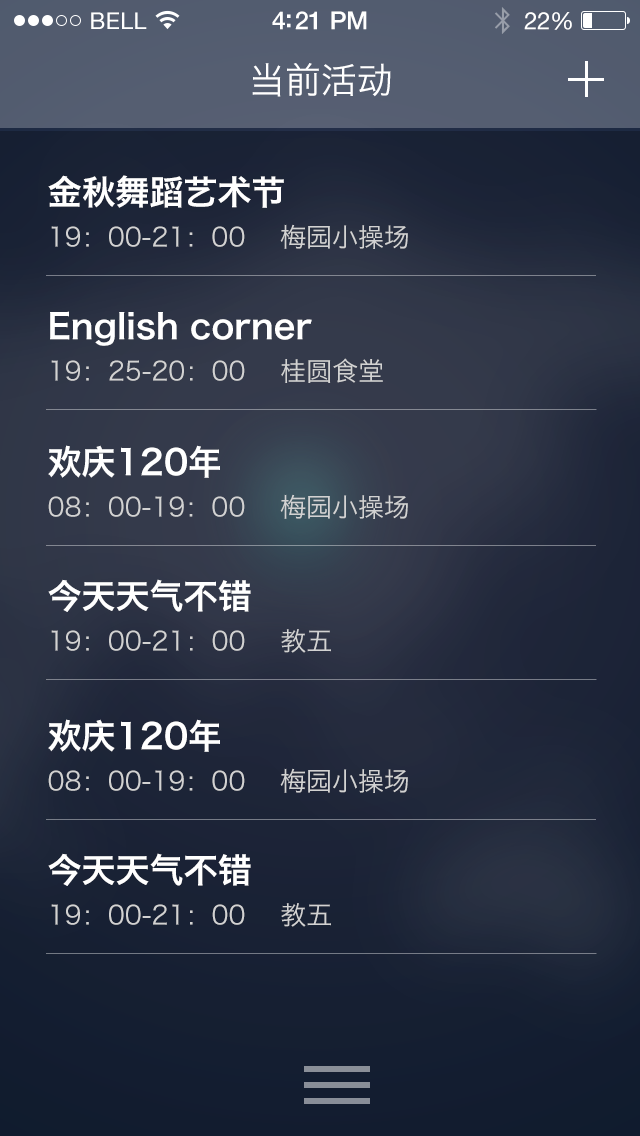 BELL 4:21 PM 22%
当前活动
金秋舞蹈艺术节
19：00-21：00 梅园小操场
English corner
19：25-20：00 桂圆食堂
欢庆120年
08：00-19：00 梅园小操场
今天天气不错
19：00-21：00 教五
欢庆120年
08：00-19：00 梅园小操场
今天天气不错
19：00-21：00 教五